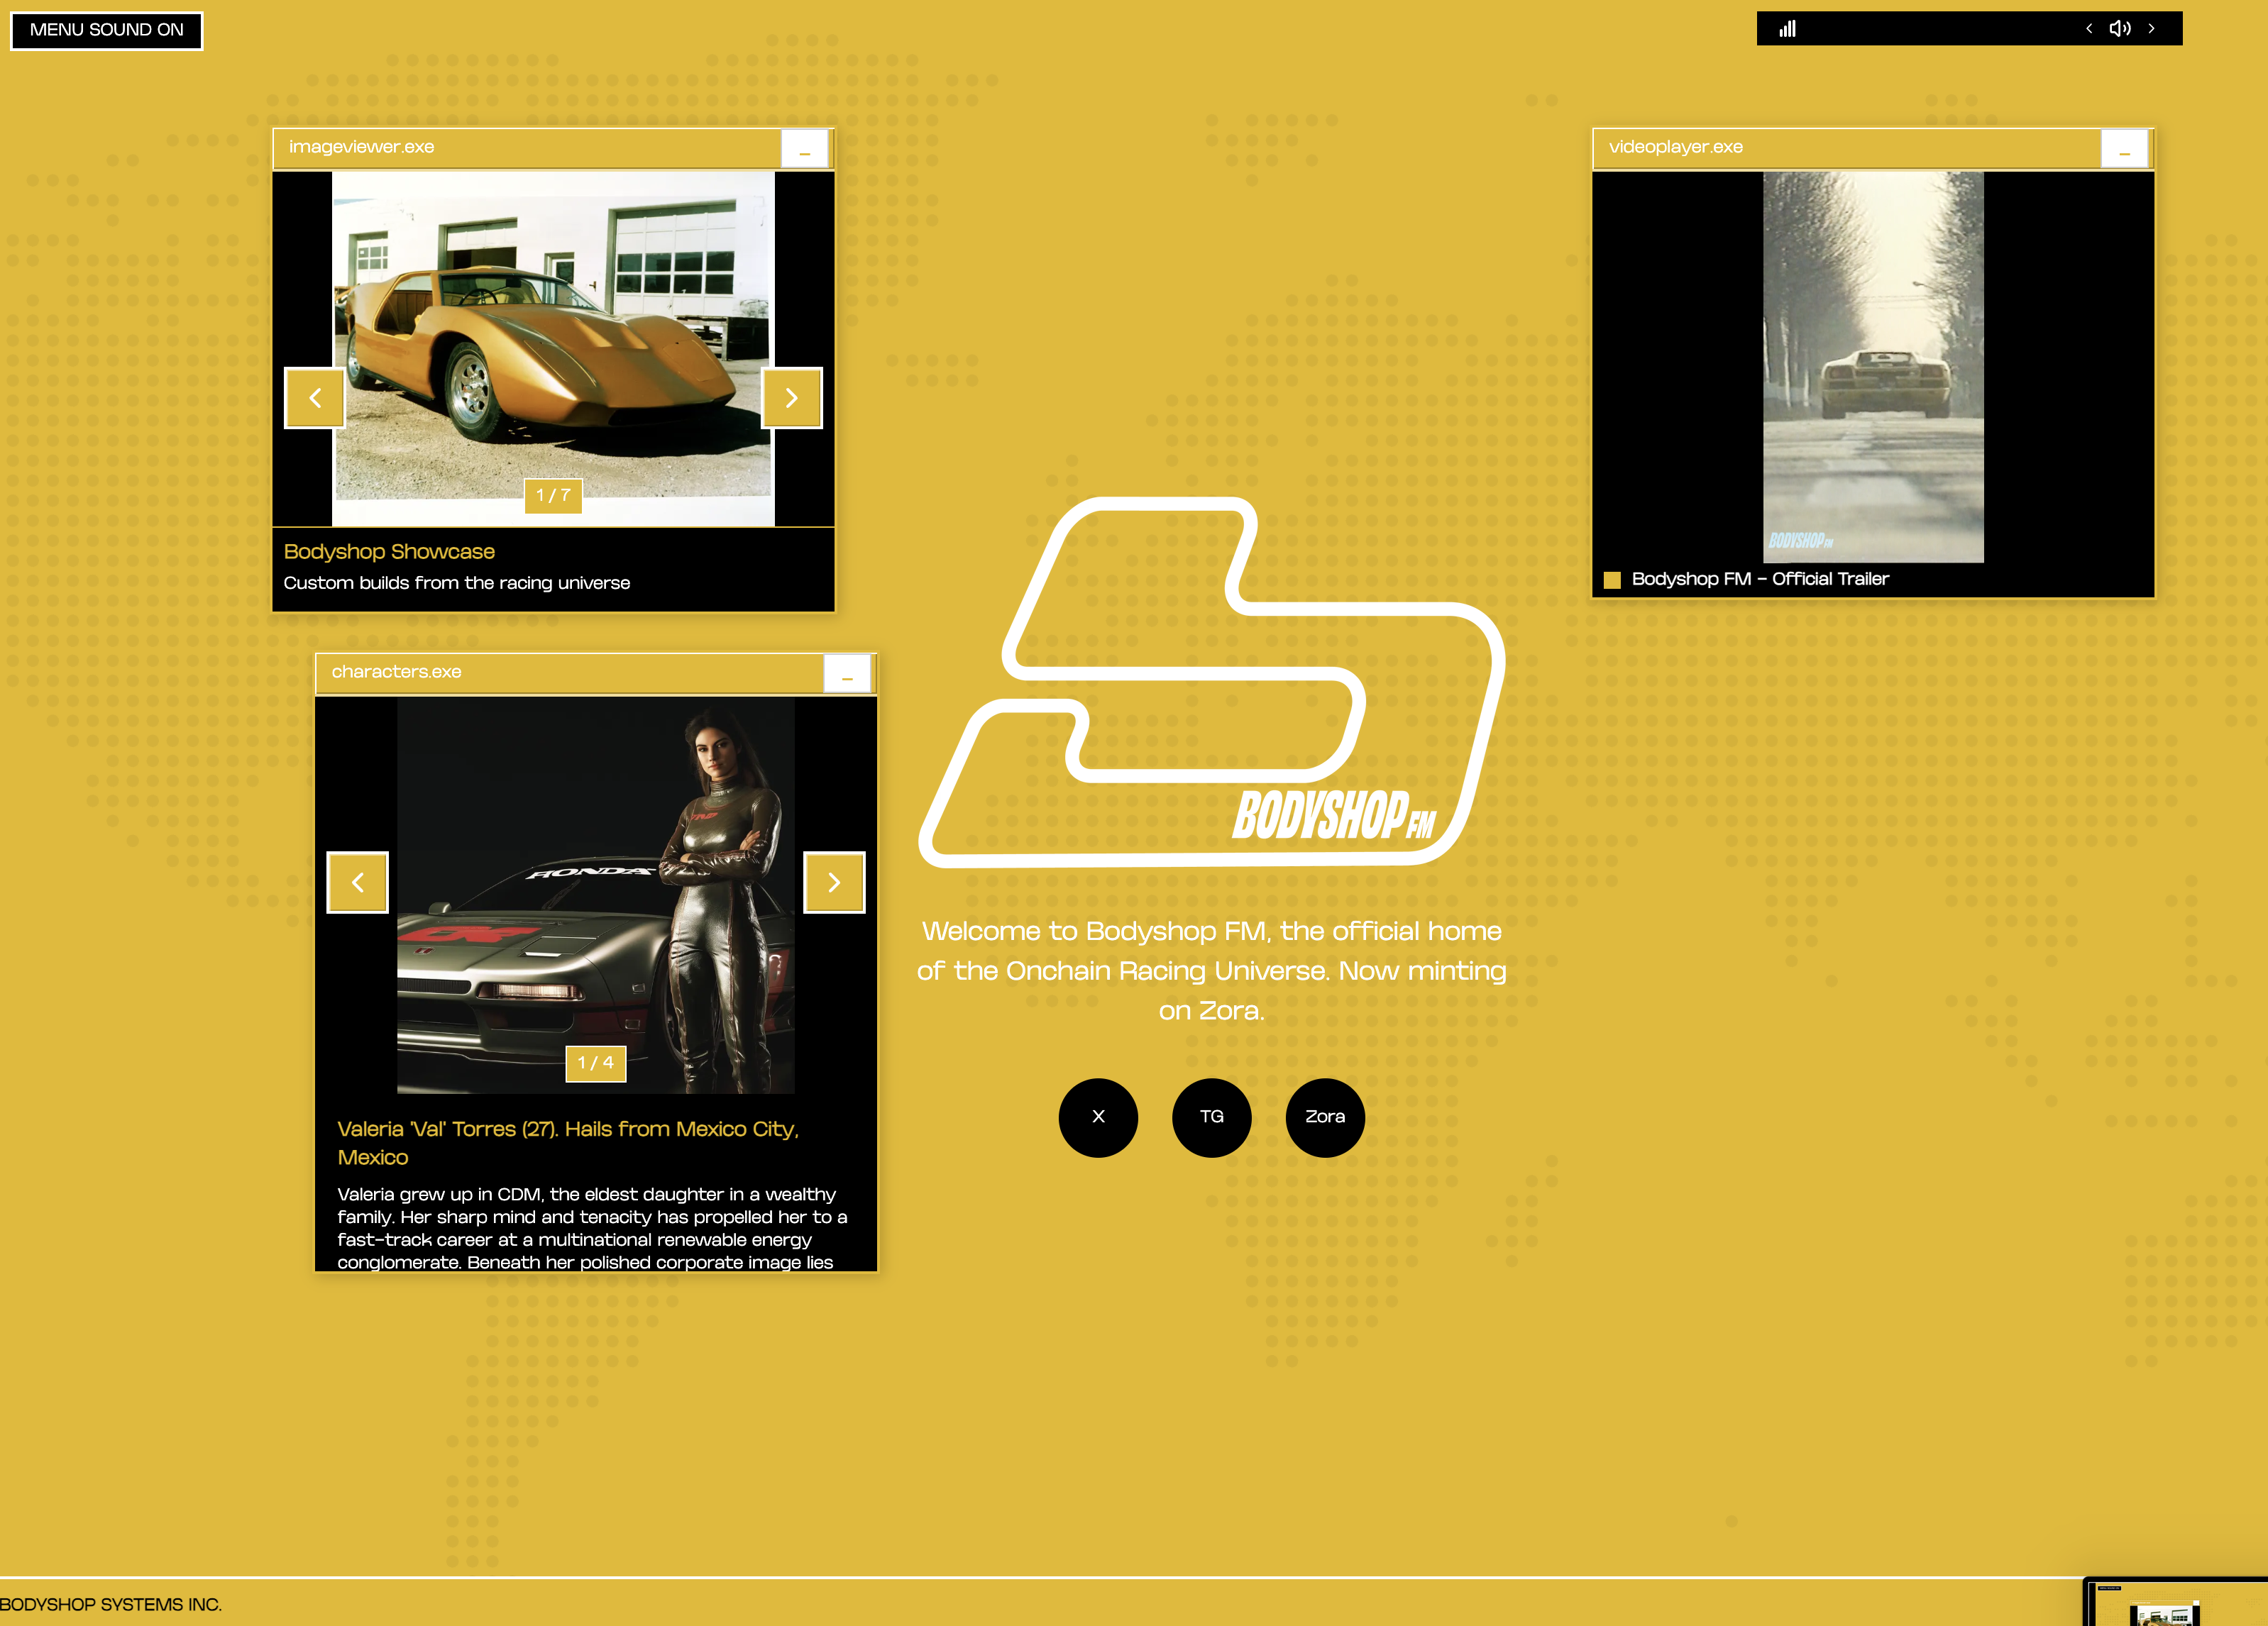 MENU SOUND ON
imageviewer.exe
_
1 / 7
Bodyshop Showcase
Custom builds from the racing universe
videoplayer.exe
_
BODYSHOP FM
Bodyshop FM – Official Trailer
characters.exe
_
HONDA
1 / 4
Valeria 'Val' Torres (27). Hails from Mexico City,
Mexico
Valeria grew up in CDM, the eldest daughter in a wealthy
family. Her sharp mind and tenacity has propelled her to a
fast-track career at a multinational renewable energy
conglomerate. Beneath her polished corporate image lies
BODYSHOP FM
Welcome to Bodyshop FM, the official home
of the Onchain Racing Universe. Now minting
on Zora.
X
TG
Zora
BODYSHOP SYSTEMS INC.